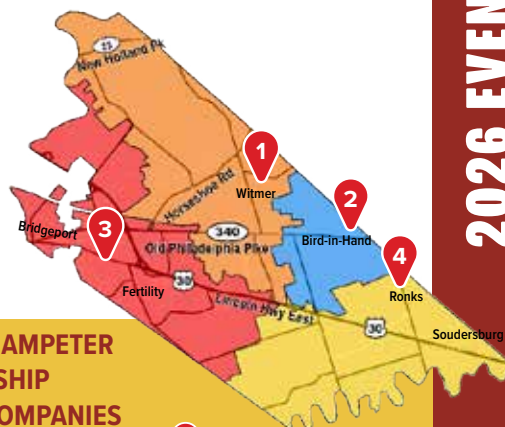 23
New Holland Pk
1
Witmer
Horseshoe Rd
2
340
Bird-in-Hand
3
Bridgeport
Old Philadelphia Pike
4
30
Fertility
Ronks
Lincoln Hwy East
30
Soudersburg
AMPETER
SHIP
OMPANIES
2026 EVEN